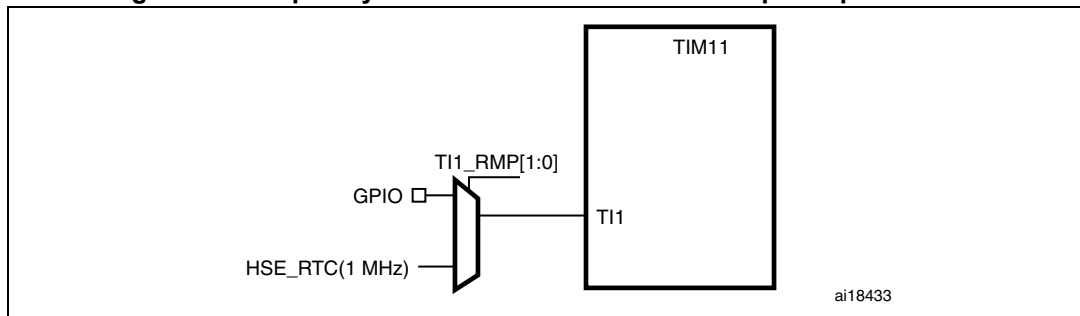 TIM11
TI1_RMP[1:0]
GPIO
TI1
HSE_RTC(1 MHz)
ai18433